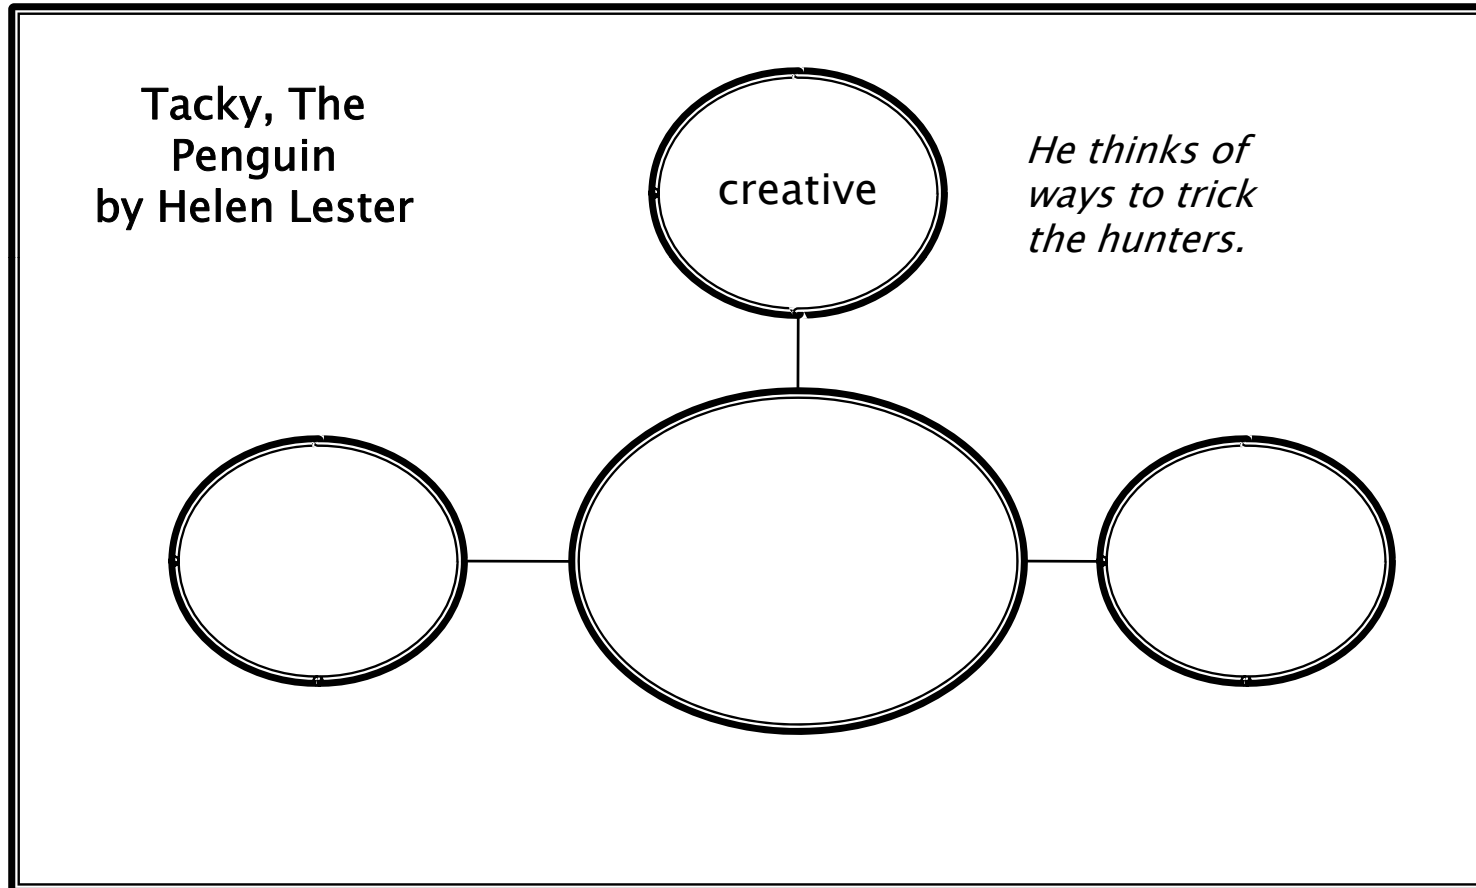 Tacky, The
Penguin
by Helen Lester
creative
He thinks of
ways to trick
the hunters.